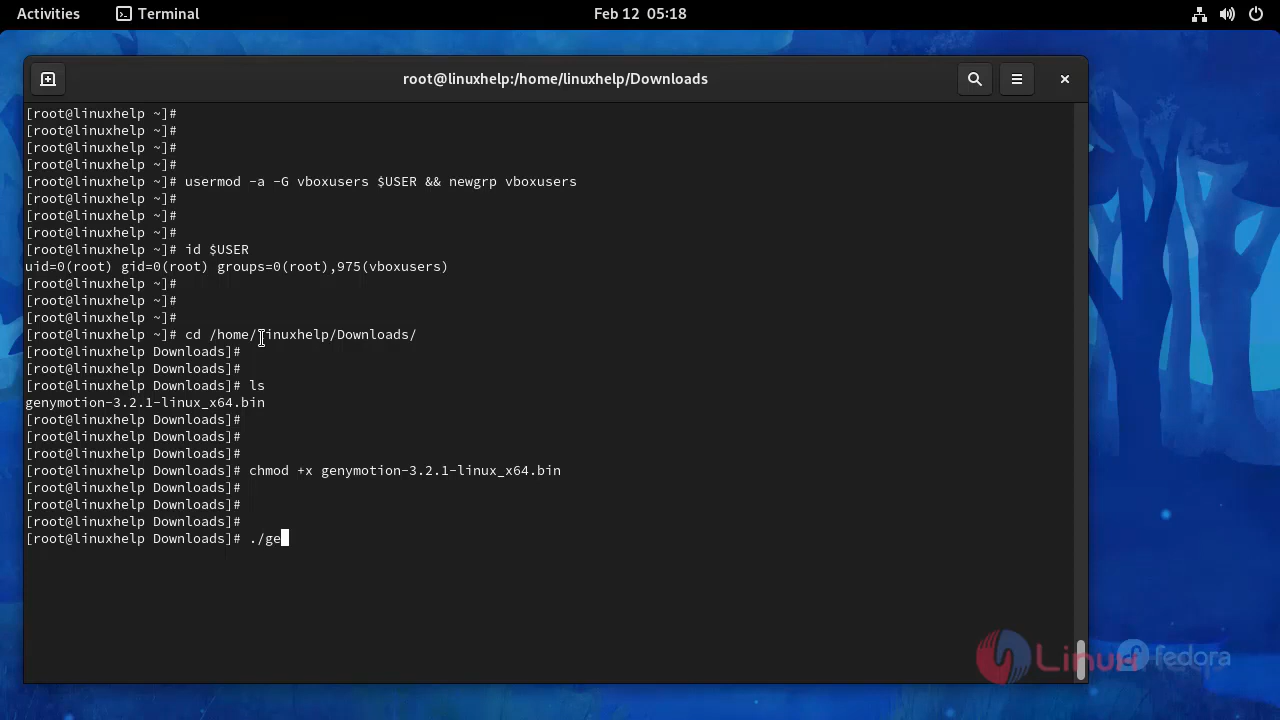 Activities Terminal Feb 12 05:18
root@linuxhelp:/home/linuxhelp/Downloads
[root@linuxhelp ~]#
[root@linuxhelp ~]#
[root@linuxhelp ~]#
[root@linuxhelp ~]#
[root@linuxhelp ~]# usermod -a -G vboxusers $USER && newgrp vboxusers
[root@linuxhelp ~]#
[root@linuxhelp ~]#
[root@linuxhelp ~]#
[root@linuxhelp ~]# id $USER
uid=0(root) gid=0(root) groups=0(root),975(vboxusers)
[root@linuxhelp ~]#
[root@linuxhelp ~]#
[root@linuxhelp ~]#
[root@linuxhelp ~]# cd /home/linuxhelp/Downloads/
[root@linuxhelp Downloads]#
[root@linuxhelp Downloads]#
[root@linuxhelp Downloads]# ls
genymotion-3.2.1-linux_x64.bin
[root@linuxhelp Downloads]#
[root@linuxhelp Downloads]#
[root@linuxhelp Downloads]#
[root@linuxhelp Downloads]# chmod +x genymotion-3.2.1-linux_x64.bin
[root@linuxhelp Downloads]#
[root@linuxhelp Downloads]#
[root@linuxhelp Downloads]#
[root@linuxhelp Downloads]# ./ge
fedora